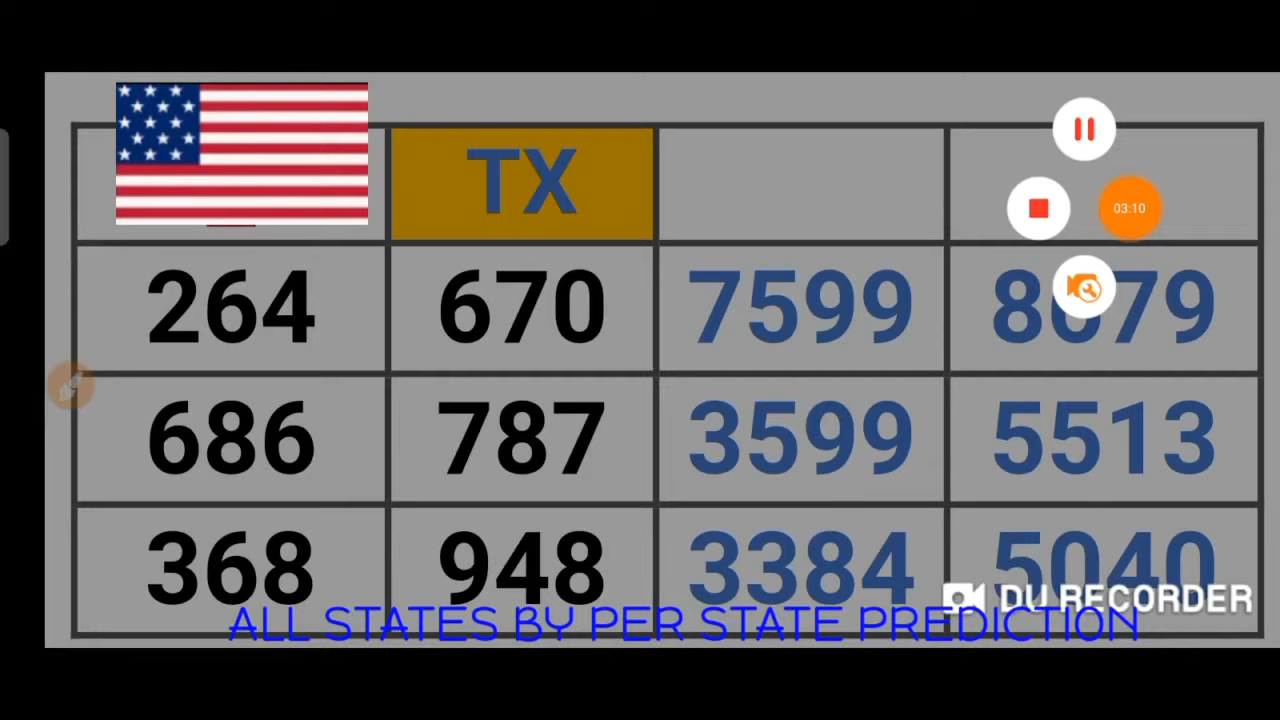 TX
03:10
264 670 7599 8079
686 787 3599 5513
368 948 3384 5040
DU RECORDER
ALL STATES BY PER STATE PREDICTION